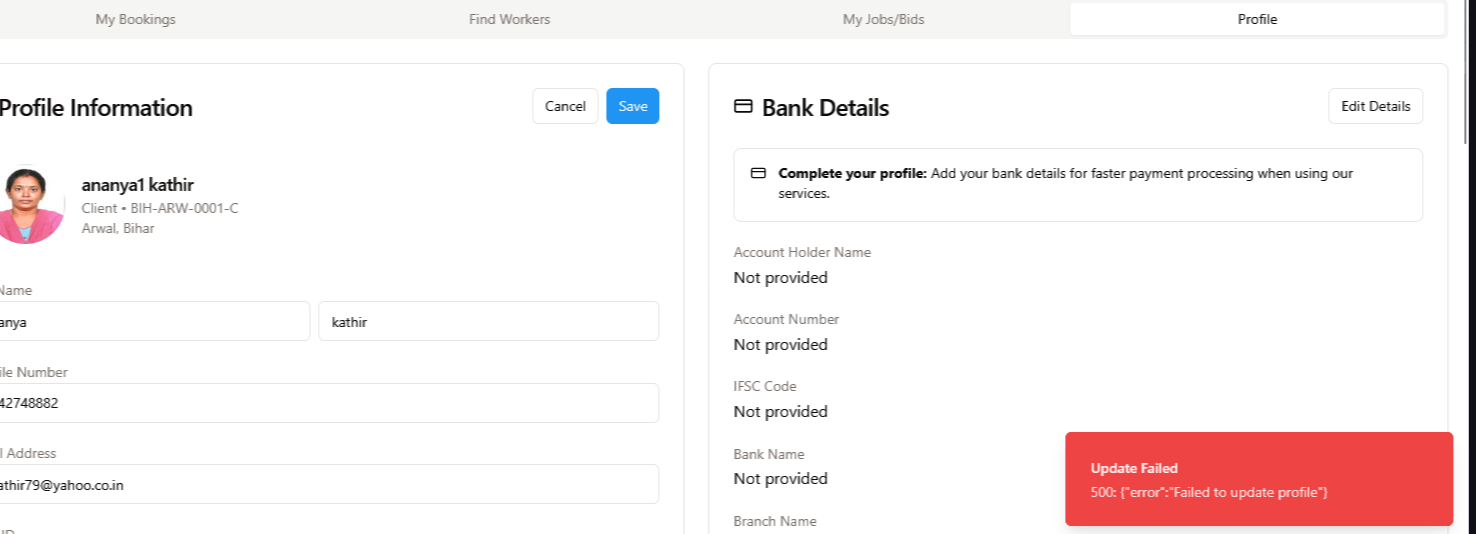 My Bookings
Find Workers
My Jobs/Bids
Profile
Profile Information
Cancel
Save
ananya1 kathir
Client • BIH-ARW-0001-C
Arwal, Bihar
Name
anya
kathir
ile Number
42748882
l Address
athir79@yahoo.co.in
Bank Details
Edit Details
Complete your profile: Add your bank details for faster payment processing when using our
services.
Account Holder Name
Not provided
Account Number
Not provided
IFSC Code
Not provided
Bank Name
Not provided
Branch Name
Update Failed
500: {"error":"Failed to update profile"}